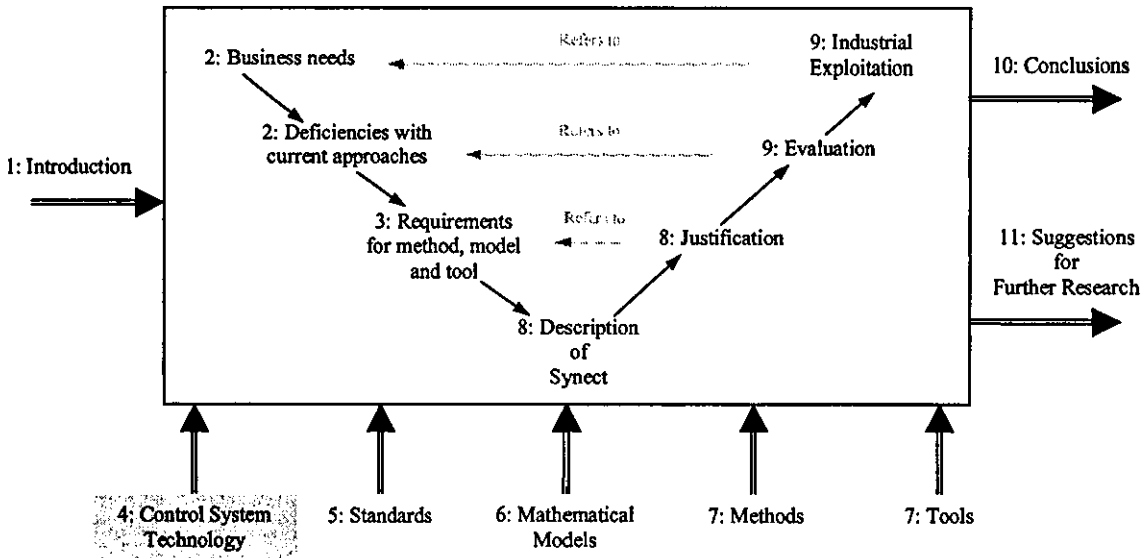 Refers to
2: Business needs
9: Industrial
Exploitation
10: Conclusions
Refers to
2: Deficiencies with
current approaches
9: Evaluation
1: Introduction
Refers to
3: Requirements
for method, model
and tool
8: Justification
11: Suggestions
for
Further Research
8: Description
of
Synect
4: Control System
Technology
5: Standards
6: Mathematical
Models
7: Methods
7: Tools